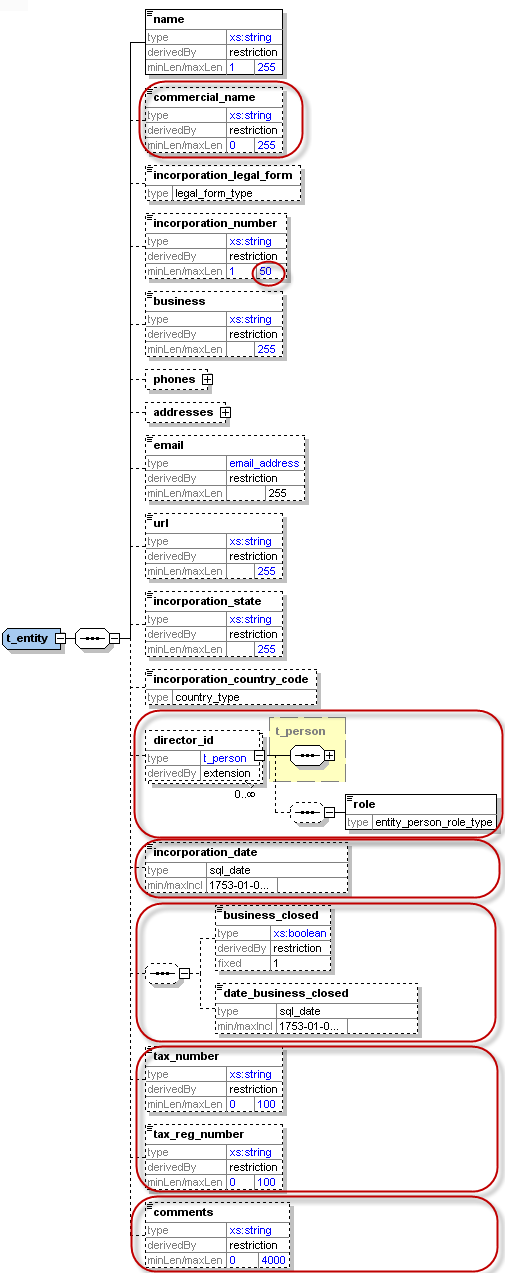 name
type xs:string
derivedBy restriction
minLen/maxLen 1 255
commercial_name
type xs:string
derivedBy restriction
minLen/maxLen 0 255
incorporation_legal_form
type legal_form_type
incorporation_number
type xs:string
derivedBy restriction
minLen/maxLen 1 50
business
type xs:string
derivedBy restriction
minLen/maxLen 255
phones
addresses
email
type email_address
derivedBy restriction
minLen/maxLen 255
url
type xs:string
derivedBy restriction
minLen/maxLen 255
incorporation_state
type xs:string
derivedBy restriction
minLen/maxLen 255
t_entity
incorporation_country_code
type country_type
director_id
type t_person
derivedBy extension
0..∞
t_person
role
type entity_person_role_type
incorporation_date
type sql_date
min/maxIncl 1753-01-0...
business_closed
type xs:boolean
derivedBy restriction
fixed 1
date_business_closed
type sql_date
min/maxIncl 1753-01-0...
tax_number
type xs:string
derivedBy restriction
minLen/maxLen 0 100
tax_reg_number
type xs:string
derivedBy restriction
minLen/maxLen 0 100
comments
type xs:string
derivedBy restriction
minLen/maxLen 0 4000